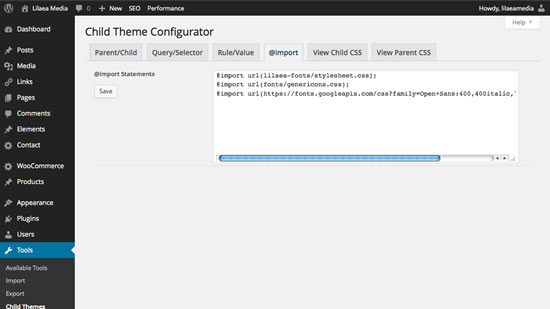 Lilaea Media 0 + New SEO Performance Howdy, lilaeamedia
Help
Dashboard
Posts
Media
Links
Pages
Comments
Elements
Contact
WooCommerce
Products
Appearance
Plugins
Users
Tools
Available Tools
Import
Export
Child Themes
Child Theme Configurator
Parent/Child Query/Selector Rule/Value @import View Child CSS View Parent CSS
@import Statements
Save
@import url(lilaea-fonts/stylesheet.css);
@import url(fonts/genericons.css);
@import url(https://fonts.googleapis.com/css?family=Open+Sans:400,400italic,